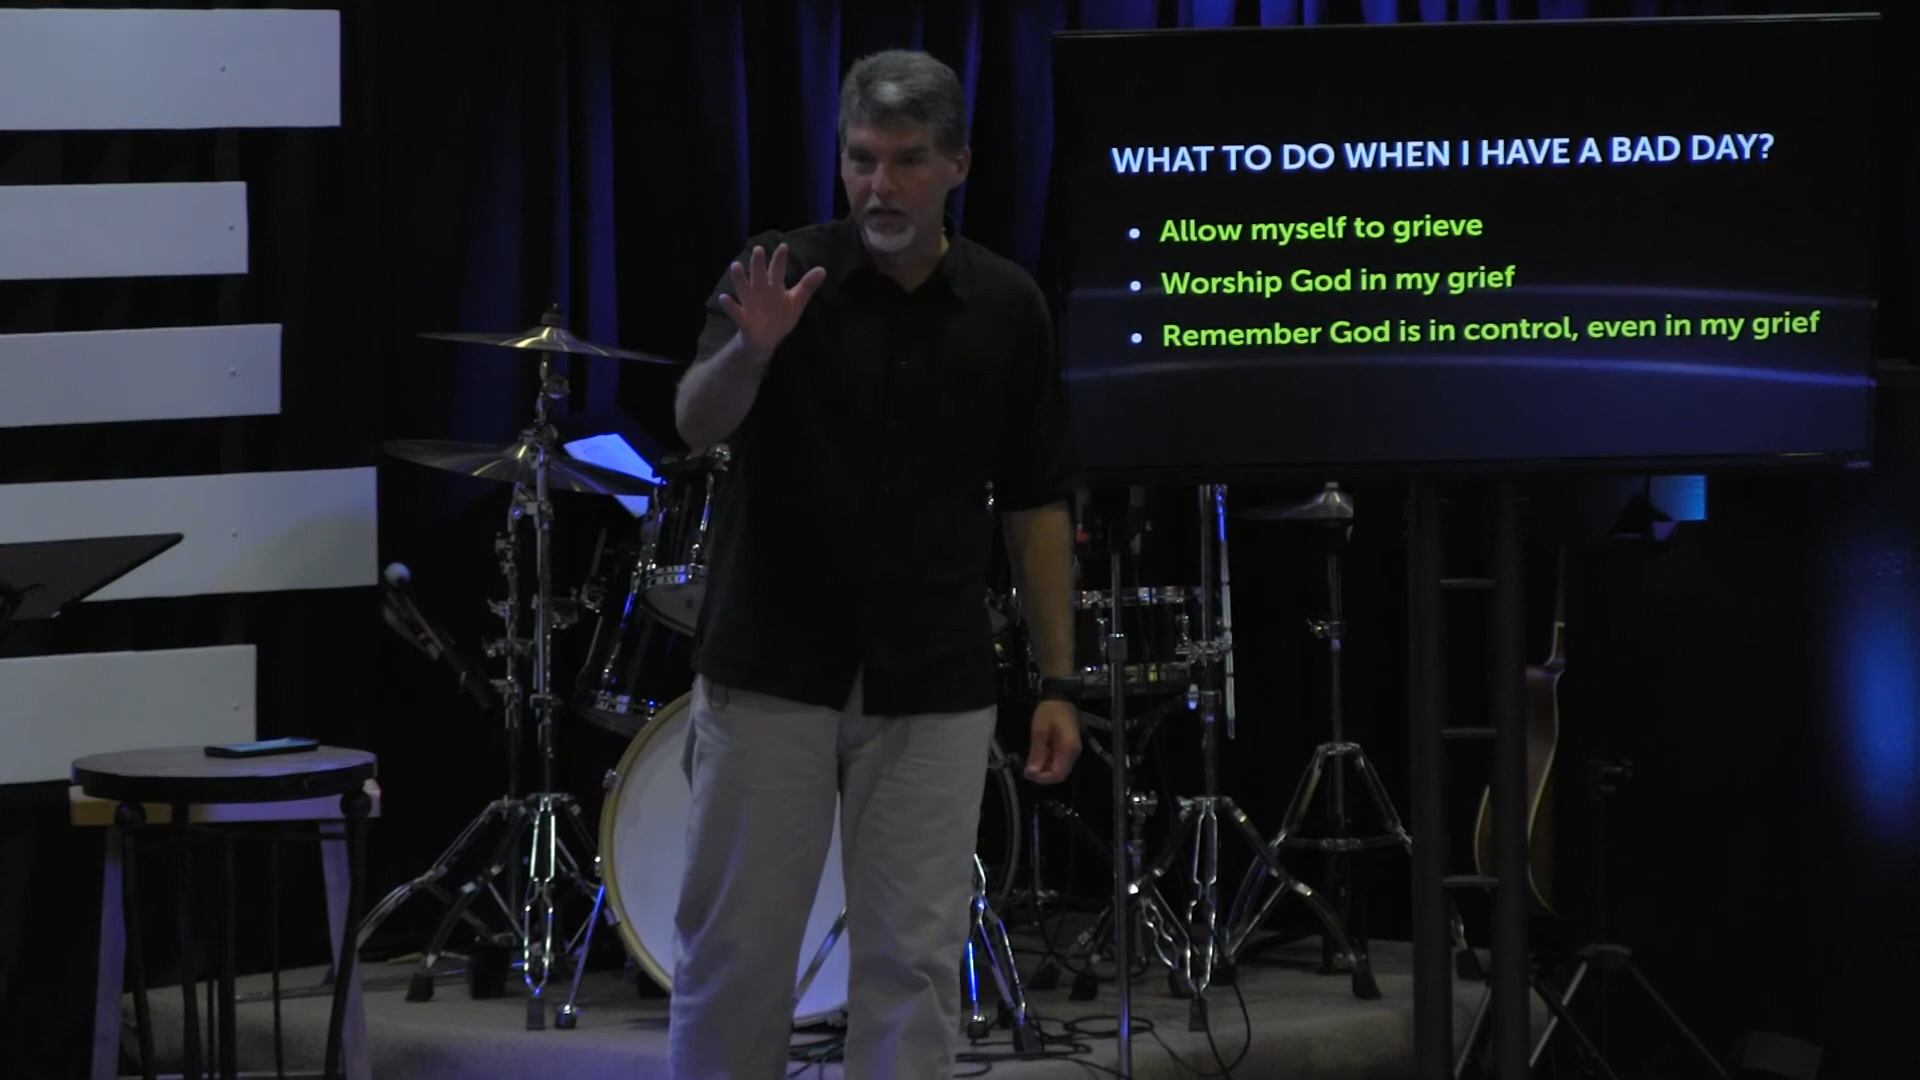 WHAT TO DO WHEN I HAVE A BAD DAY?
Allow myself to grieve
Worship God in my grief
Remember God is in control, even in my grief